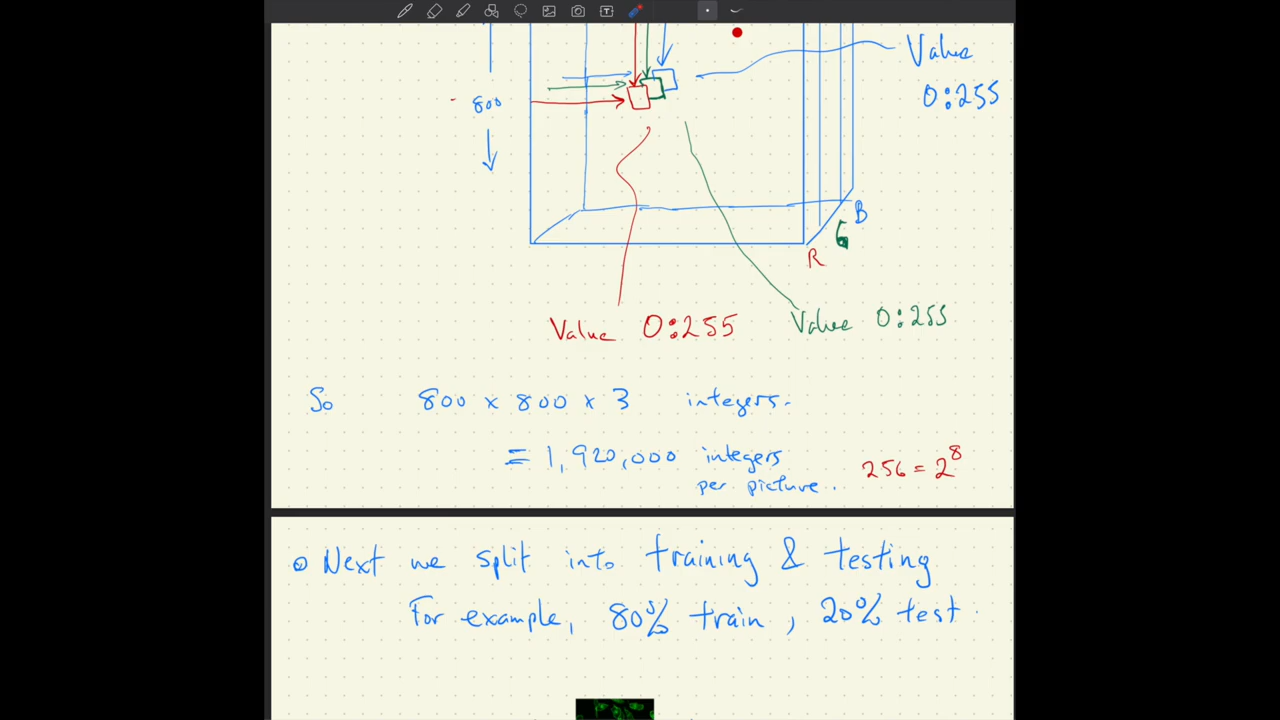 Value
0:255
800
B
G
R
Value 0:255
Value 0:255
So 800 x 800 x 3 integers.
= 1,920,000 integers
per picture.
256 = 2^8
Next we split into training & testing
For example, 80% train, 20% test.